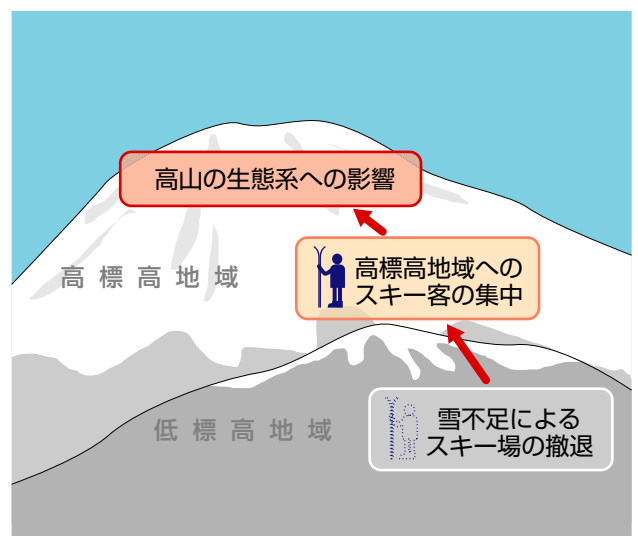 高山の生態系への影響
高標高地域への
スキー客の集中
高標高地域
雪不足による
スキー場の撤退
低標高地域